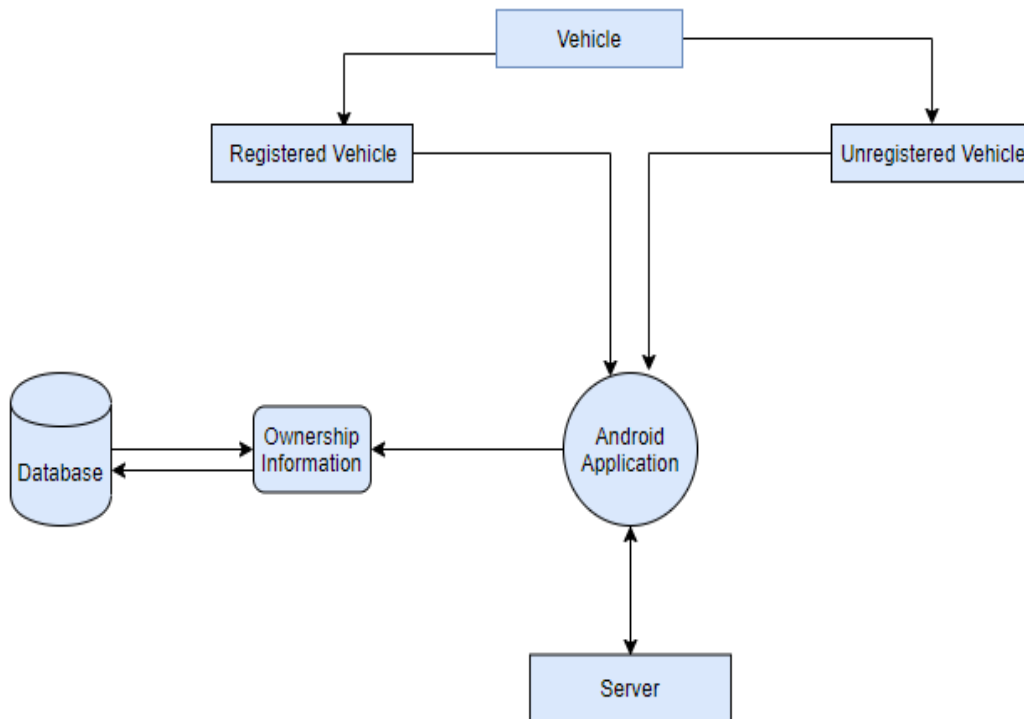 Vehicle
Registered Vehicle
Unregistered Vehicle
Database
Ownership
Information
Android
Application
Server